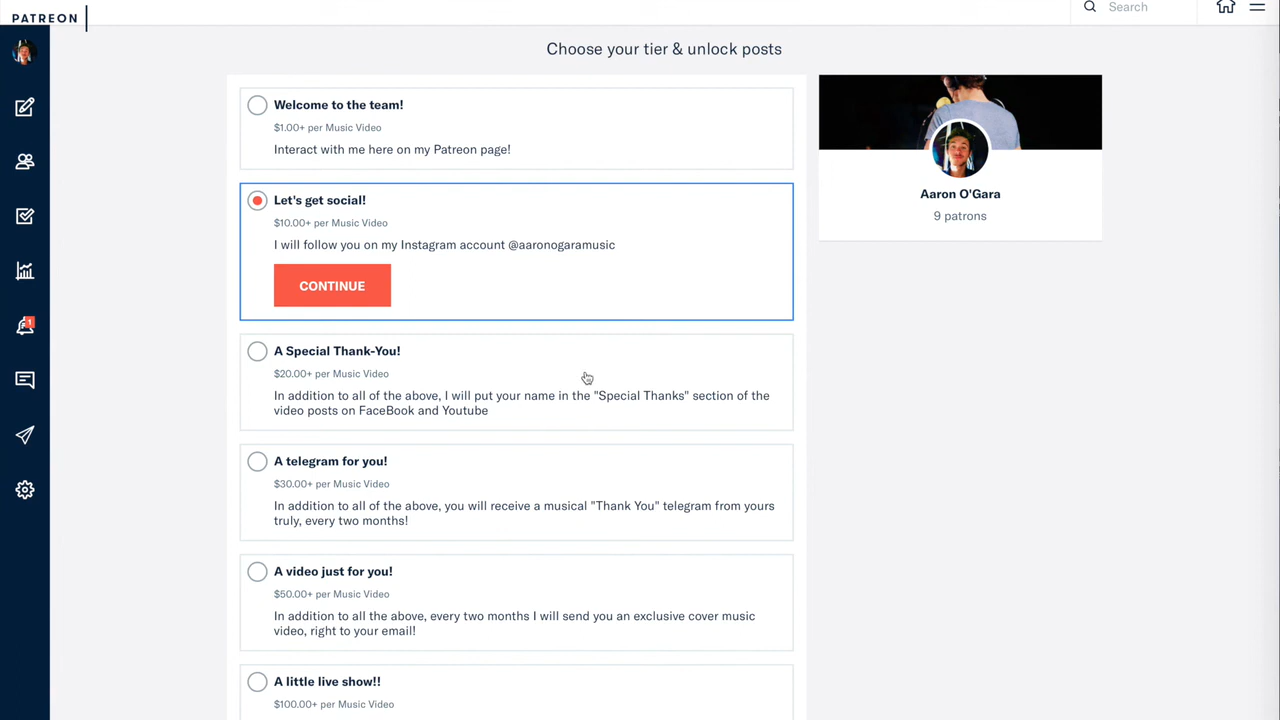 PATREON
Search
Choose your tier & unlock posts
Welcome to the team!
$1.00+ per Music Video
Interact with me here on my Patreon page!
Let's get social!
$10.00+ per Music Video
I will follow you on my Instagram account @aaronogaramusic
CONTINUE
A Special Thank-You!
$20.00+ per Music Video
In addition to all of the above, I will put your name in the "Special Thanks" section of the
video posts on FaceBook and Youtube
A telegram for you!
$30.00+ per Music Video
In addition to all of the above, you will receive a musical "Thank You" telegram from yours
truly, every two months!
A video just for you!
$50.00+ per Music Video
In addition to all the above, every two months I will send you an exclusive cover music
video, right to your email!
A little live show!!
$100.00+ per Music Video
Aaron O'Gara
9 patrons
1